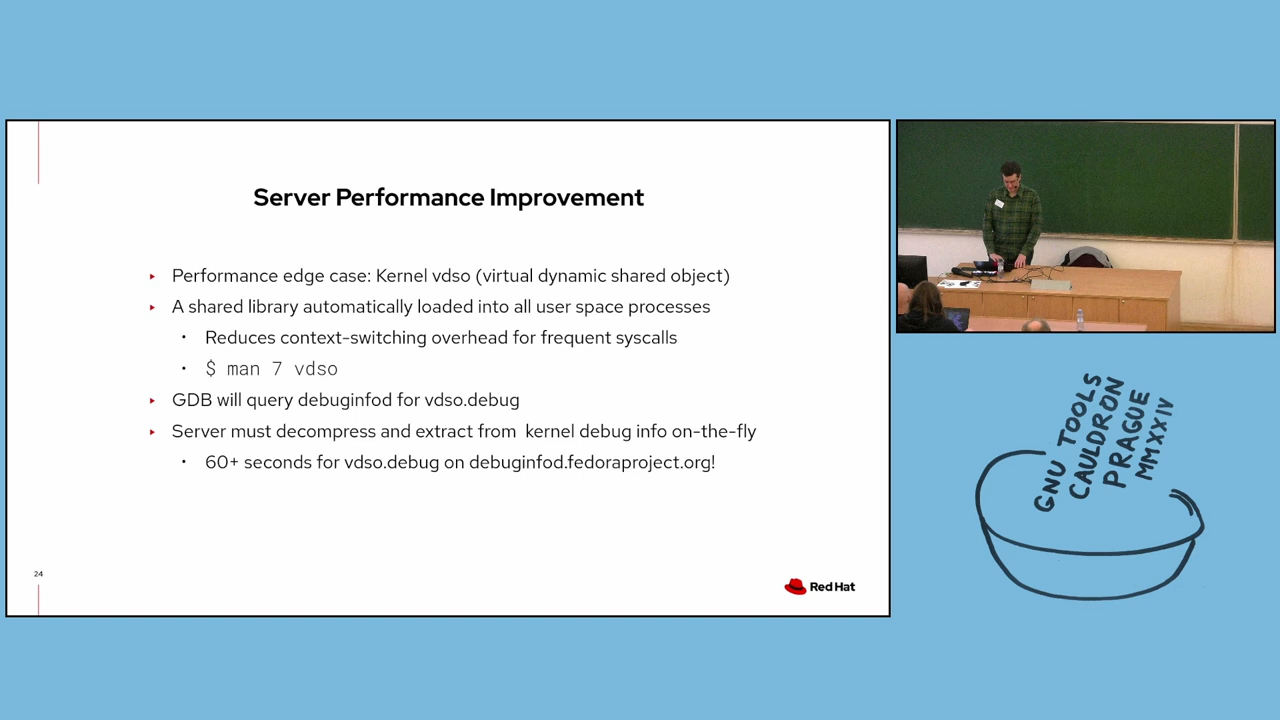 Server Performance Improvement
Performance edge case: Kernel vdso (virtual dynamic shared object)
A shared library automatically loaded into all user space processes
Reduces context-switching overhead for frequent syscalls
$ man 7 vdso
GDB will query debuginfod for vdso.debug
Server must decompress and extract from  kernel debug info on-the-fly
60+ seconds for vdso.debug on debuginfod.fedoraproject.org!
24
Red Hat
GNU TOOLS
CAULDRON
PRAGUE
MMXXIV